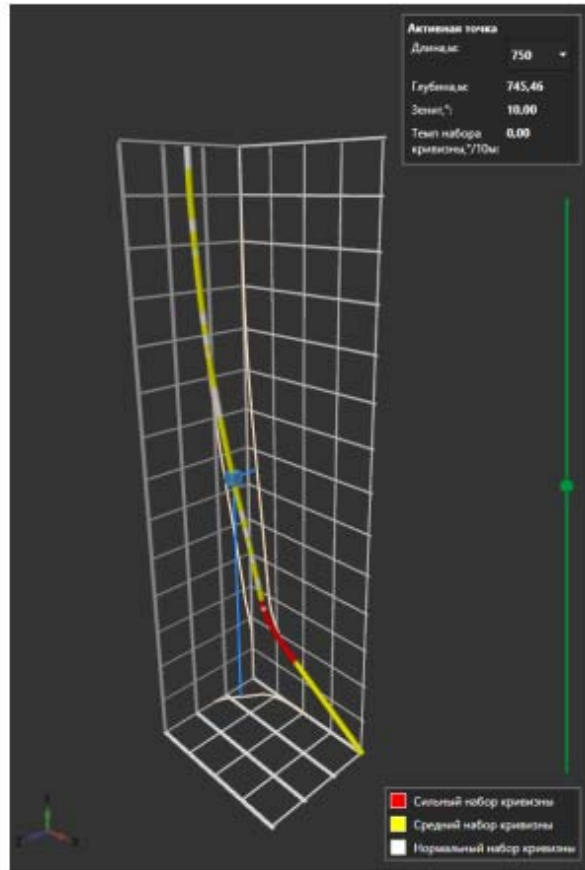 Активная точка
Длина,м: 750
Глубина,м: 745,46
Зенит,°: 10,00
Темп набора 0,00
кривизны,°/10м:
Сильный набор кривизны
Средний набор кривизны
Нормальный набор кривизны